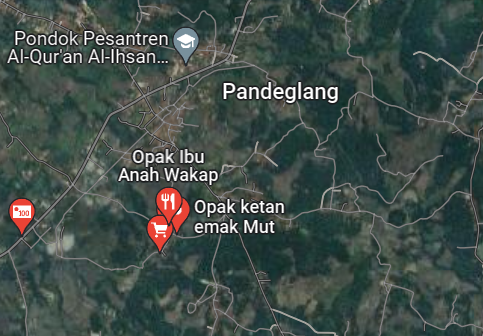 Pondok Pesantren
Al-Qur'an Al-Ihsan...
Pandeglang
Opak Ibu
Anah Wakap
Opak ketan
emak Mut
100